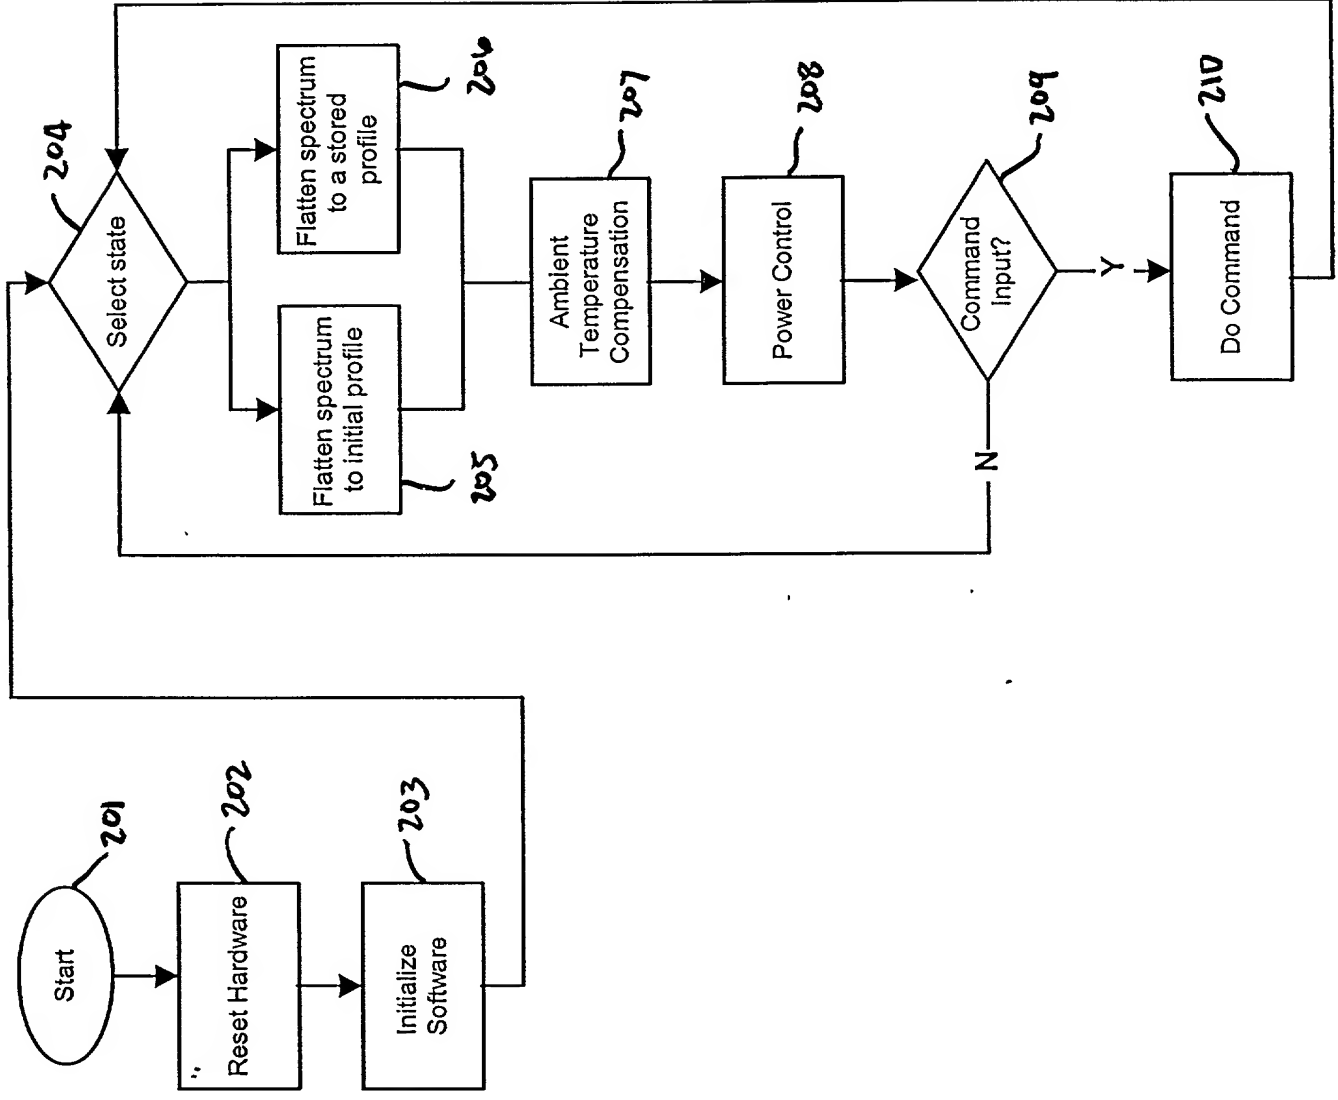 Start
201
Reset Hardware
202
Initialize
Software
203
Select state
204
Flatten spectrum
to initial profile
205
Flatten spectrum
to a stored
profile
206
Ambient
Temperature
Compensation
207
Power Control
208
Command
Input?
209
N
Y
Do Command
210